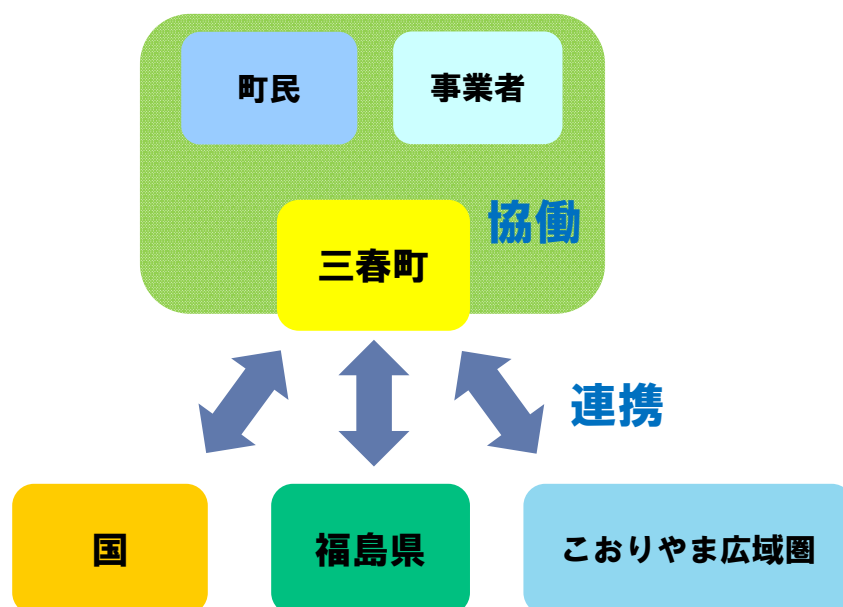 町民
事業者
協働
三春町
連携
国
福島県
こおりやま広域圏